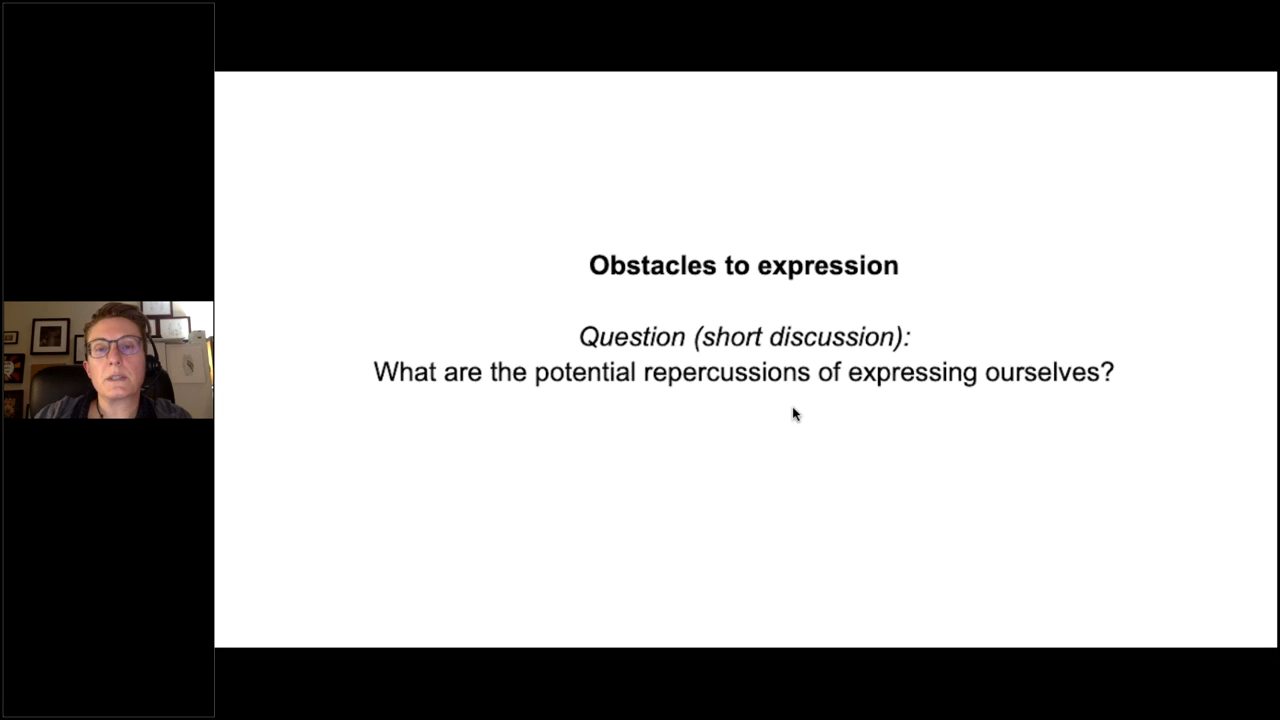 Obstacles to expression
Question (short discussion):
What are the potential repercussions of expressing ourselves?